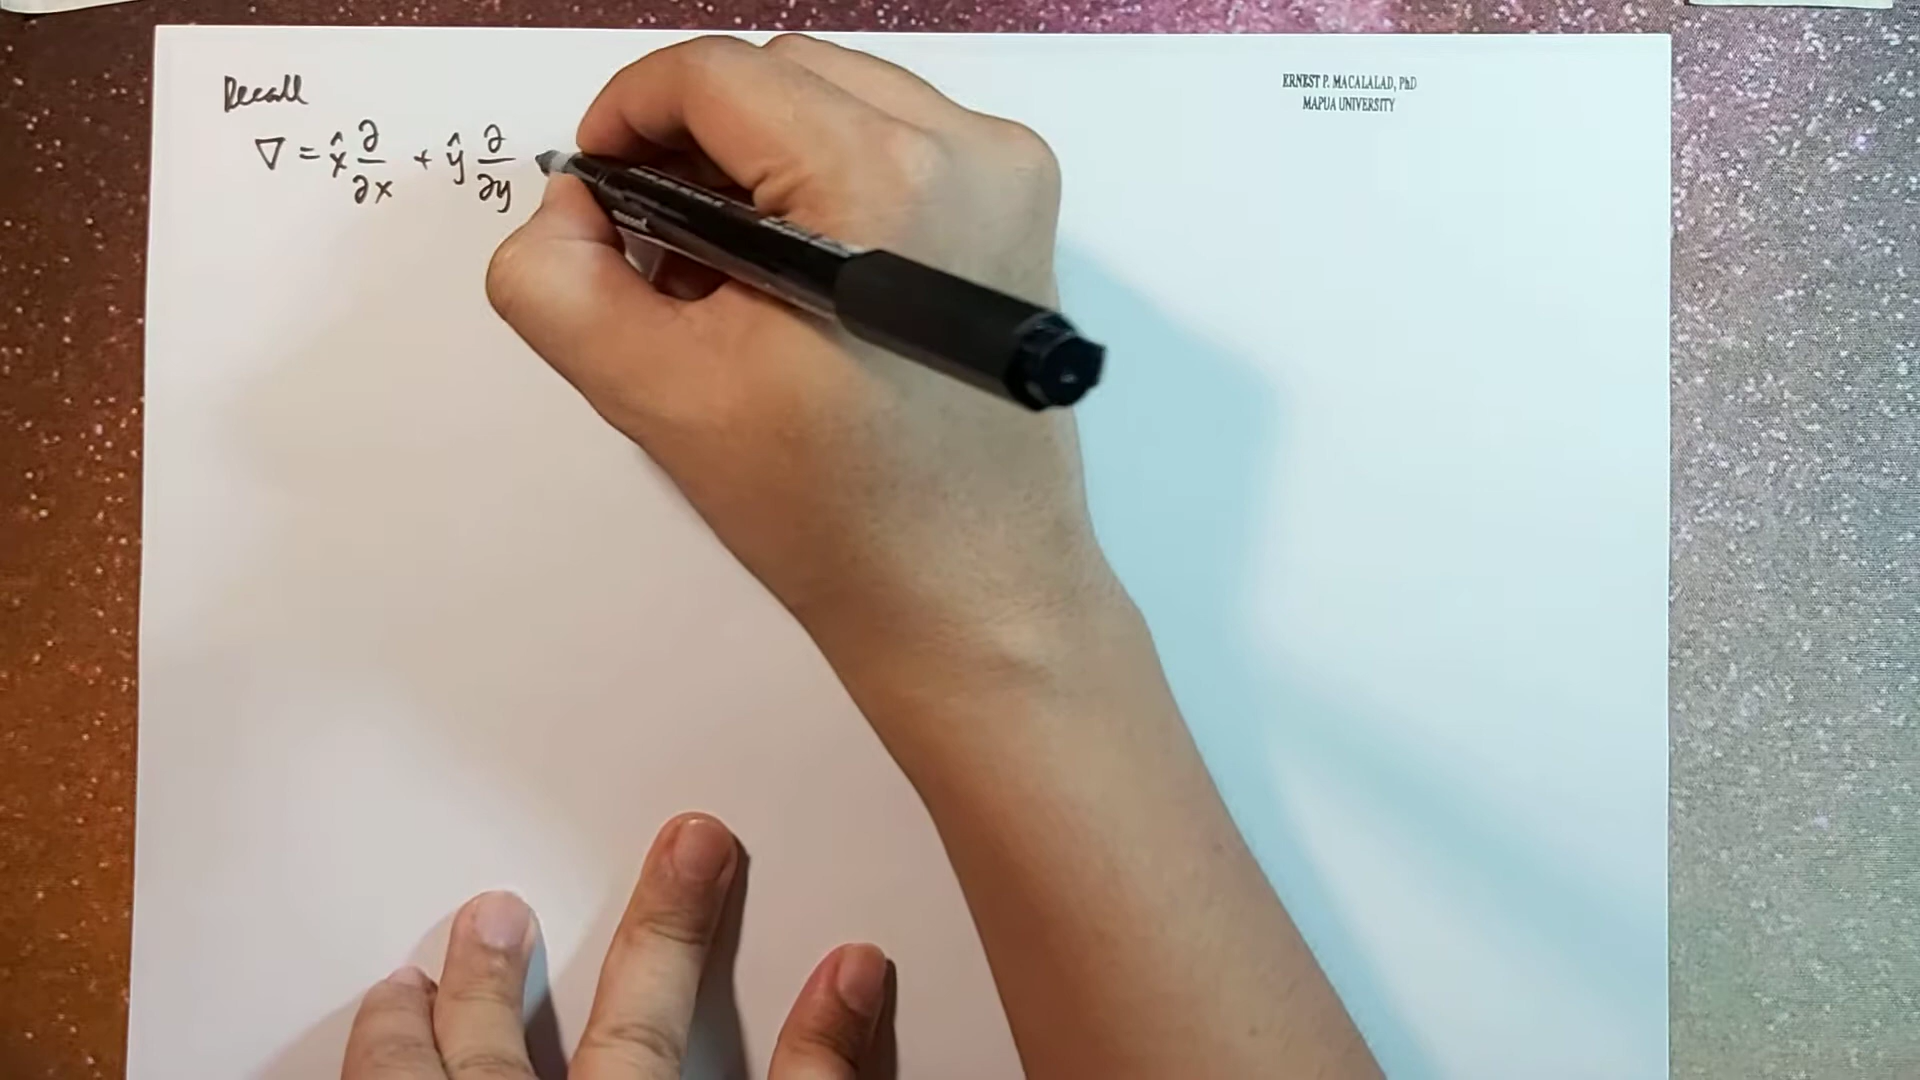 Recall
∇ = x̂ ∂/∂x + ŷ ∂/∂y
ERNEST P. MACALALAD, PhD
MAPUA UNIVERSITY